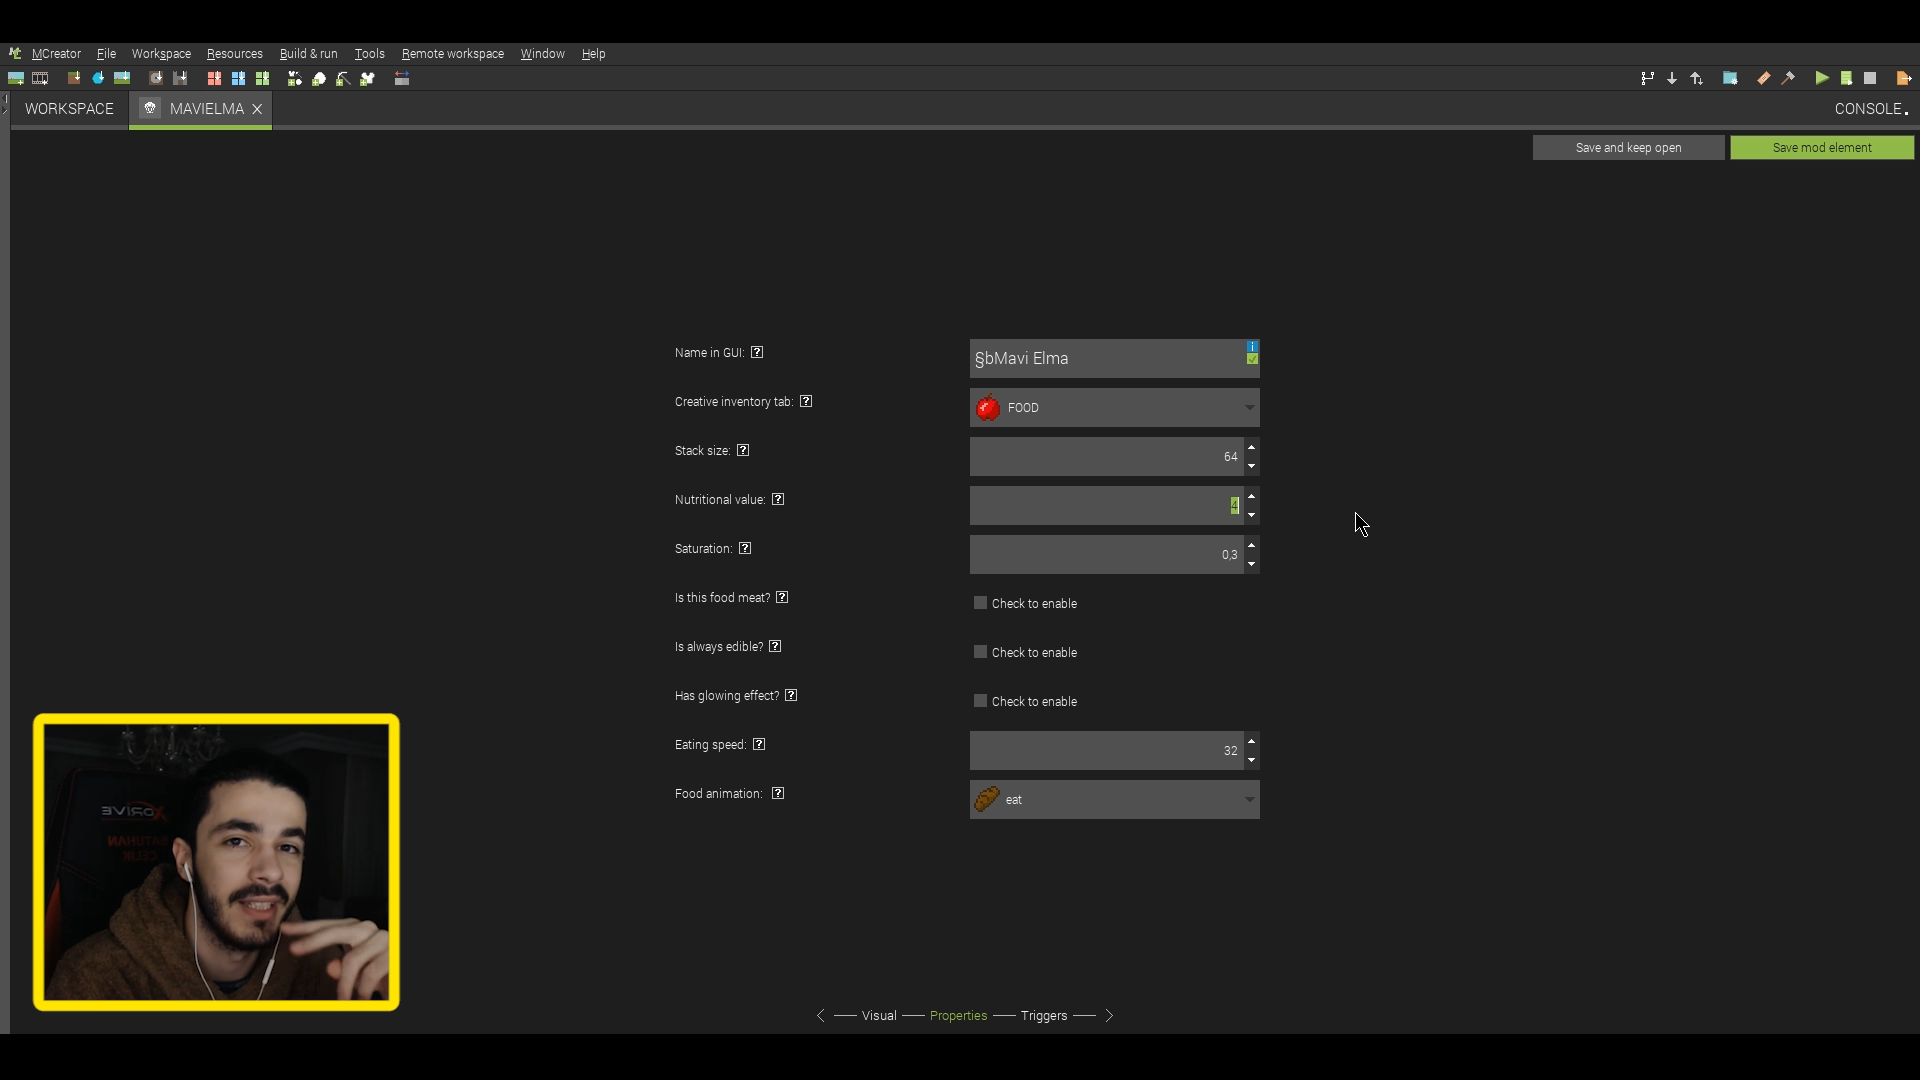 MCreator File Workspace Resources Build & run Tools Remote workspace Window Help
WORKSPACE MAVIELMA X CONSOLE
Save and keep open Save mod element
Name in GUI: ? §bMavi Elma i
Creative inventory tab: ? FOOD
Stack size: ? 64
Nutritional value: ? 4
Saturation: ? 0,3
Is this food meat? ? Check to enable
Is always edible? ? Check to enable
Has glowing effect? ? Check to enable
Eating speed: ? 32
Food animation: ? eat
XDRIVE
BATUHAN
CELIK
Visual Properties Triggers